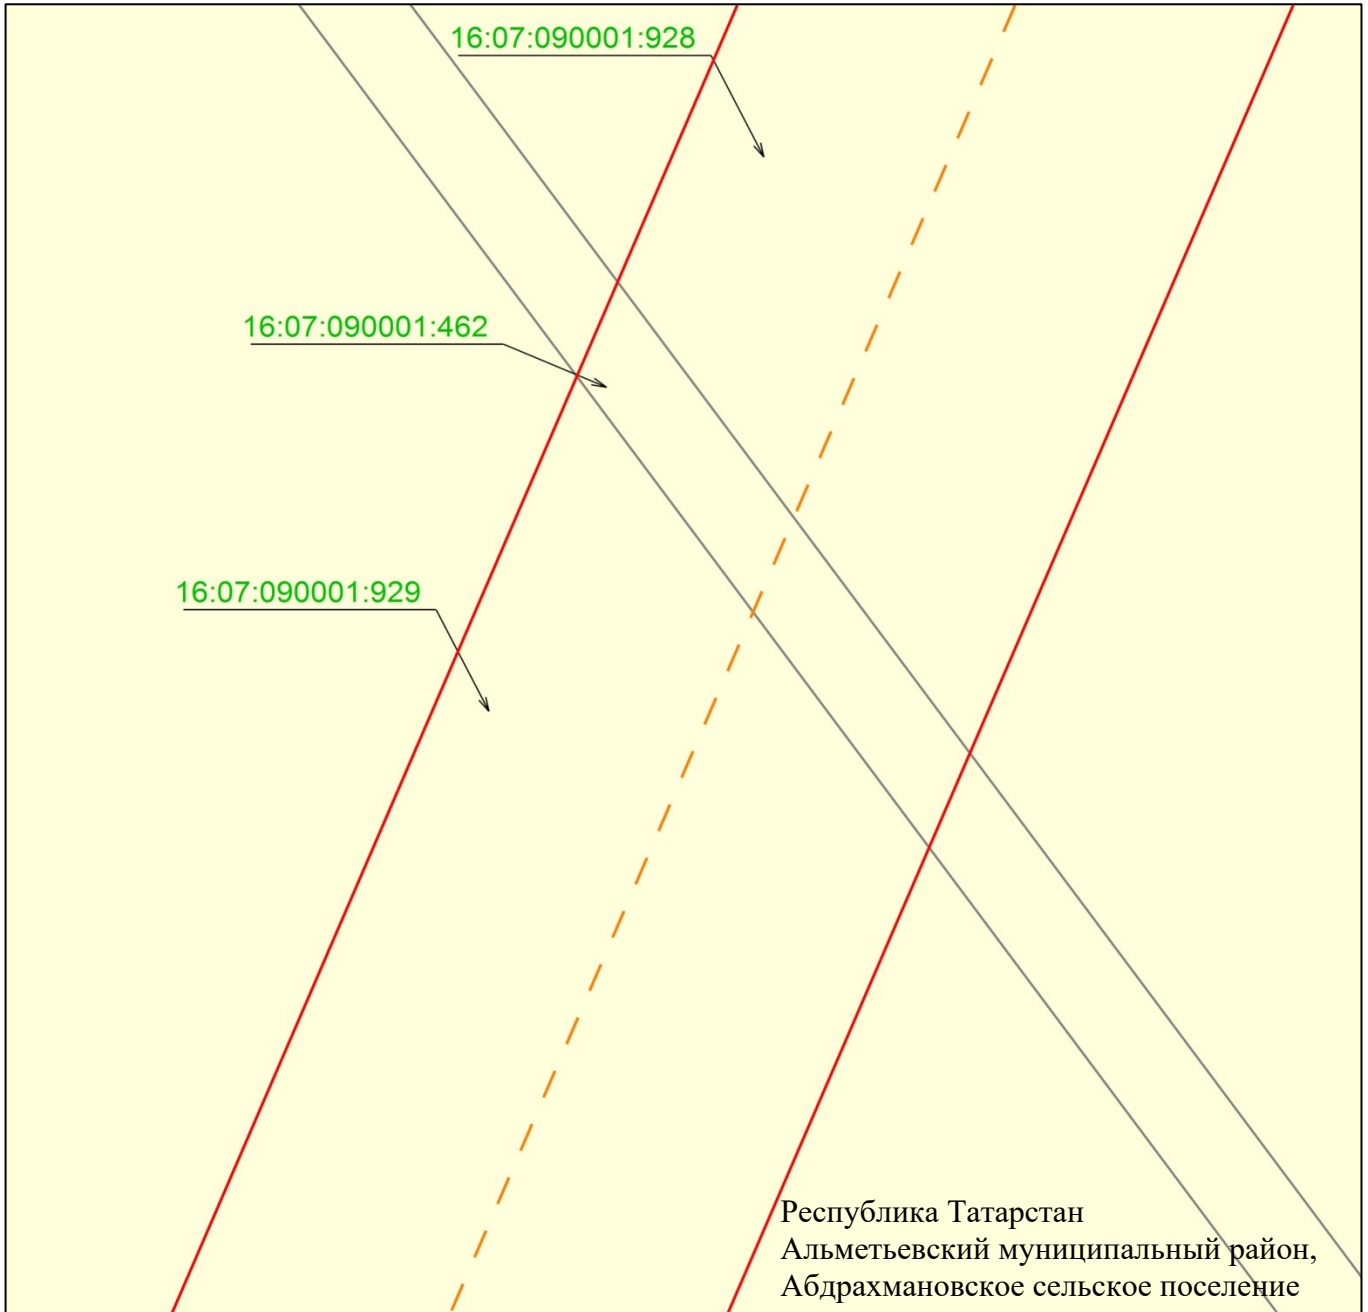 16:07:090001:928
16:07:090001:462
16:07:090001:929
Республика Татарстан
Альметьевский муниципальный район,
Абдрахмановское сельское поселение